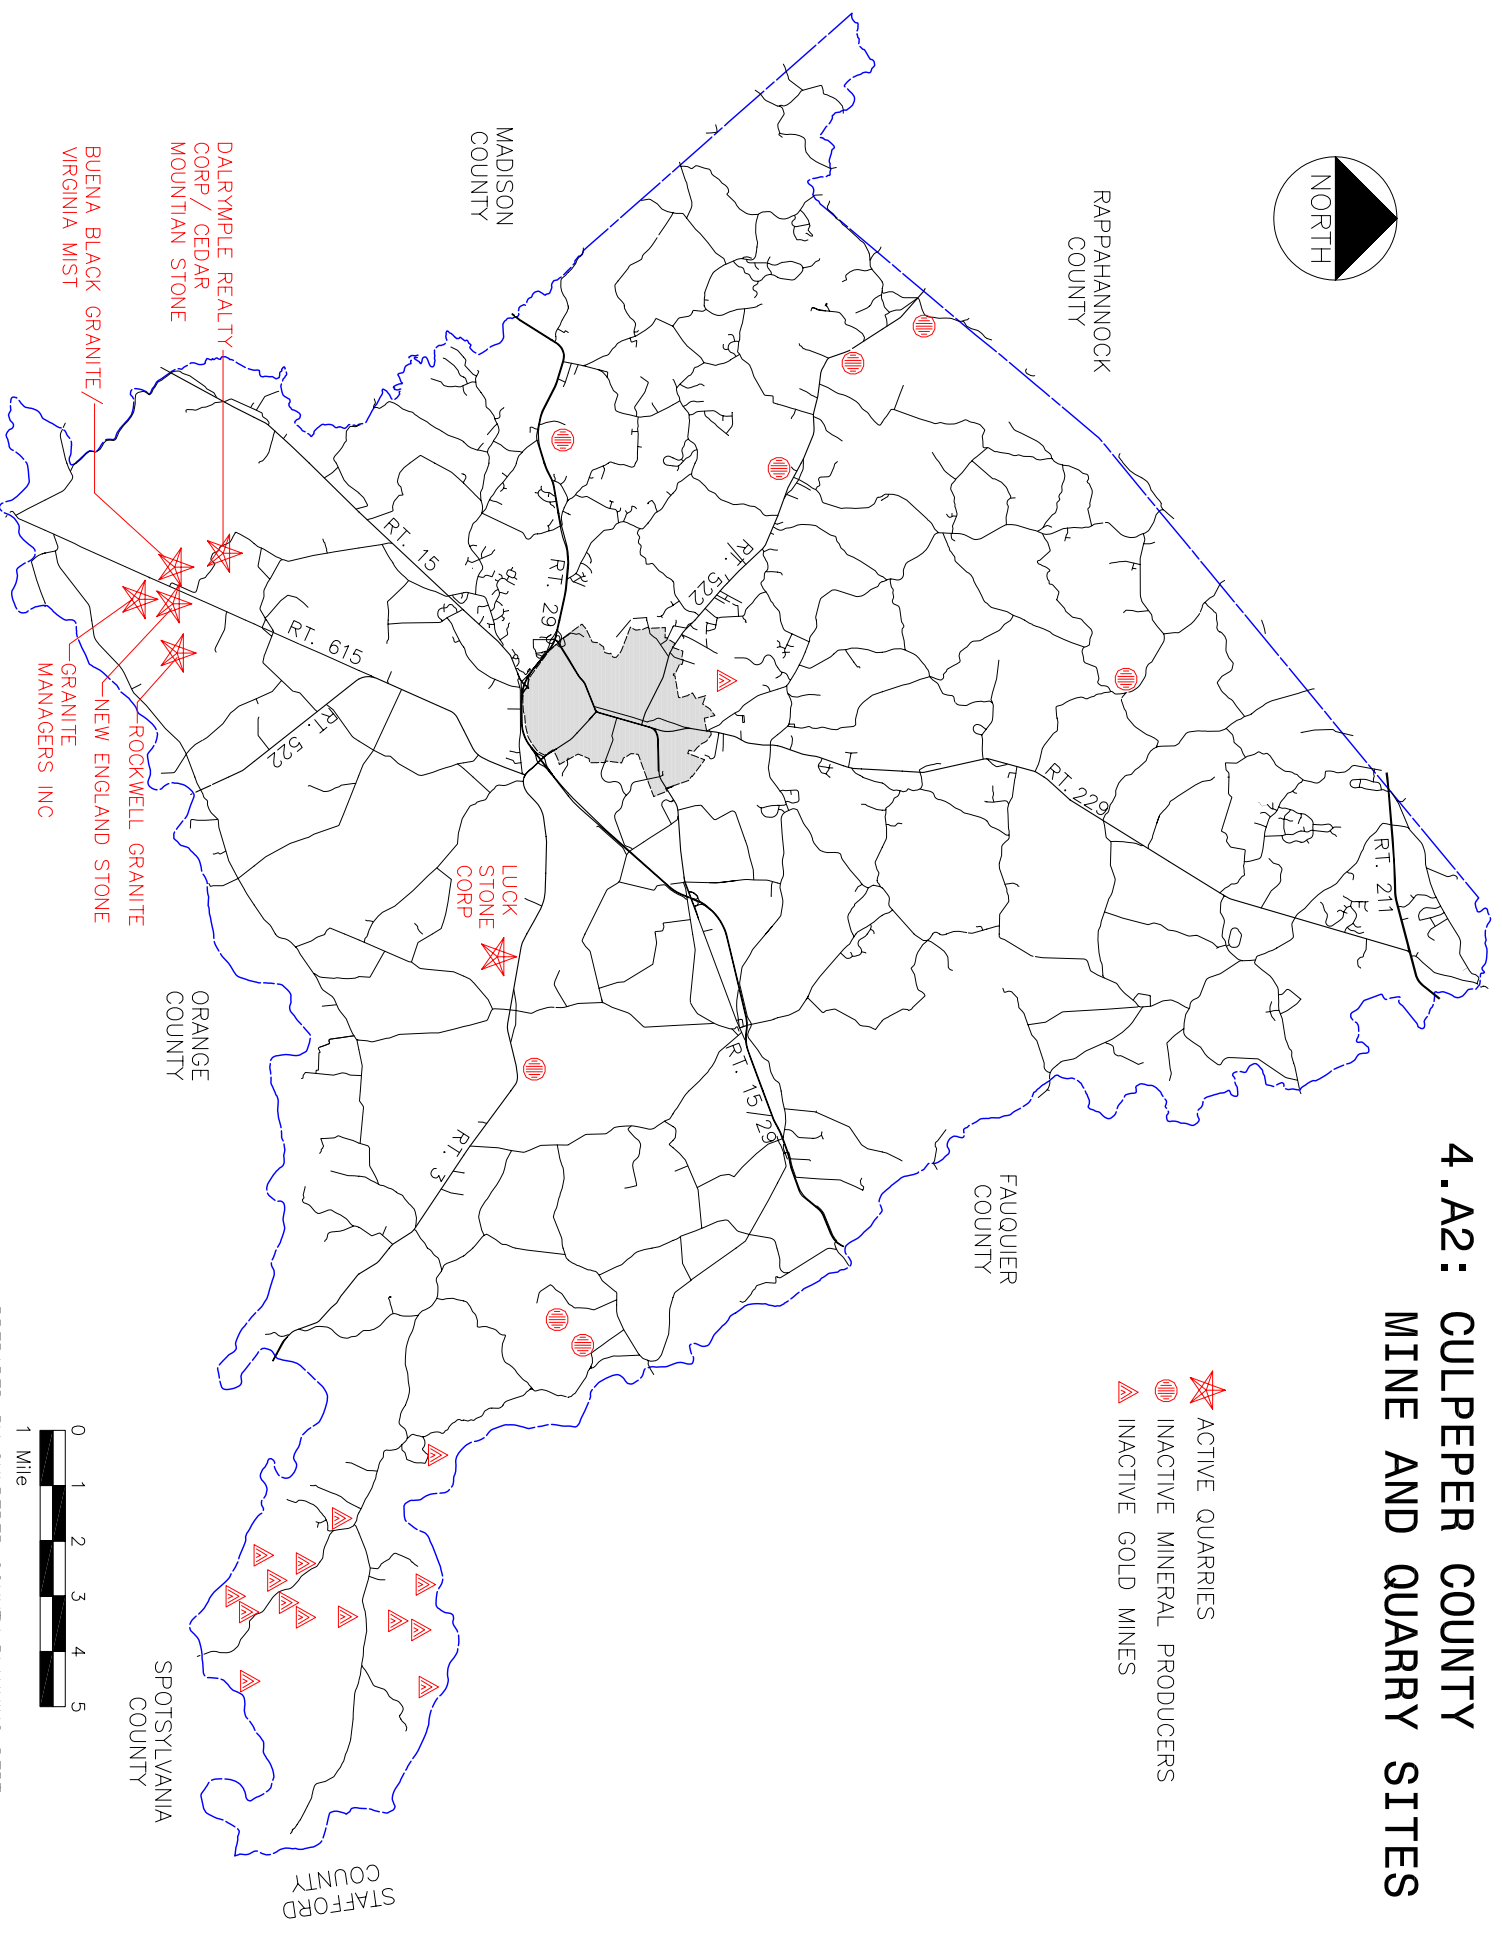 4.A2: CULPEPER COUNTY
MINE AND QUARRY SITES
NORTH
ACTIVE QUARRIES
INACTIVE MINERAL PRODUCERS
INACTIVE GOLD MINES
RAPPAHANNOCK
COUNTY
MADISON
COUNTY
FAUQUIER
COUNTY
ORANGE
COUNTY
SPOTSYLVANIA
COUNTY
STAFFORD
COUNTY
RT. 211
RT. 229
RT. 522
RT. 29
RT. 15
RT. 615
RT. 522
RT. 15/29
RT. 3
LUCK
STONE
CORP
DALRYMPLE REALTY
CORP/ CEDAR
MOUNTIAN STONE
BUENA BLACK GRANITE/
VIRGINIA MIST
ROCKWELL GRANITE
NEW ENGLAND STONE
GRANITE
MANAGERS INC
0 1 2 3 4 5
1 Mile